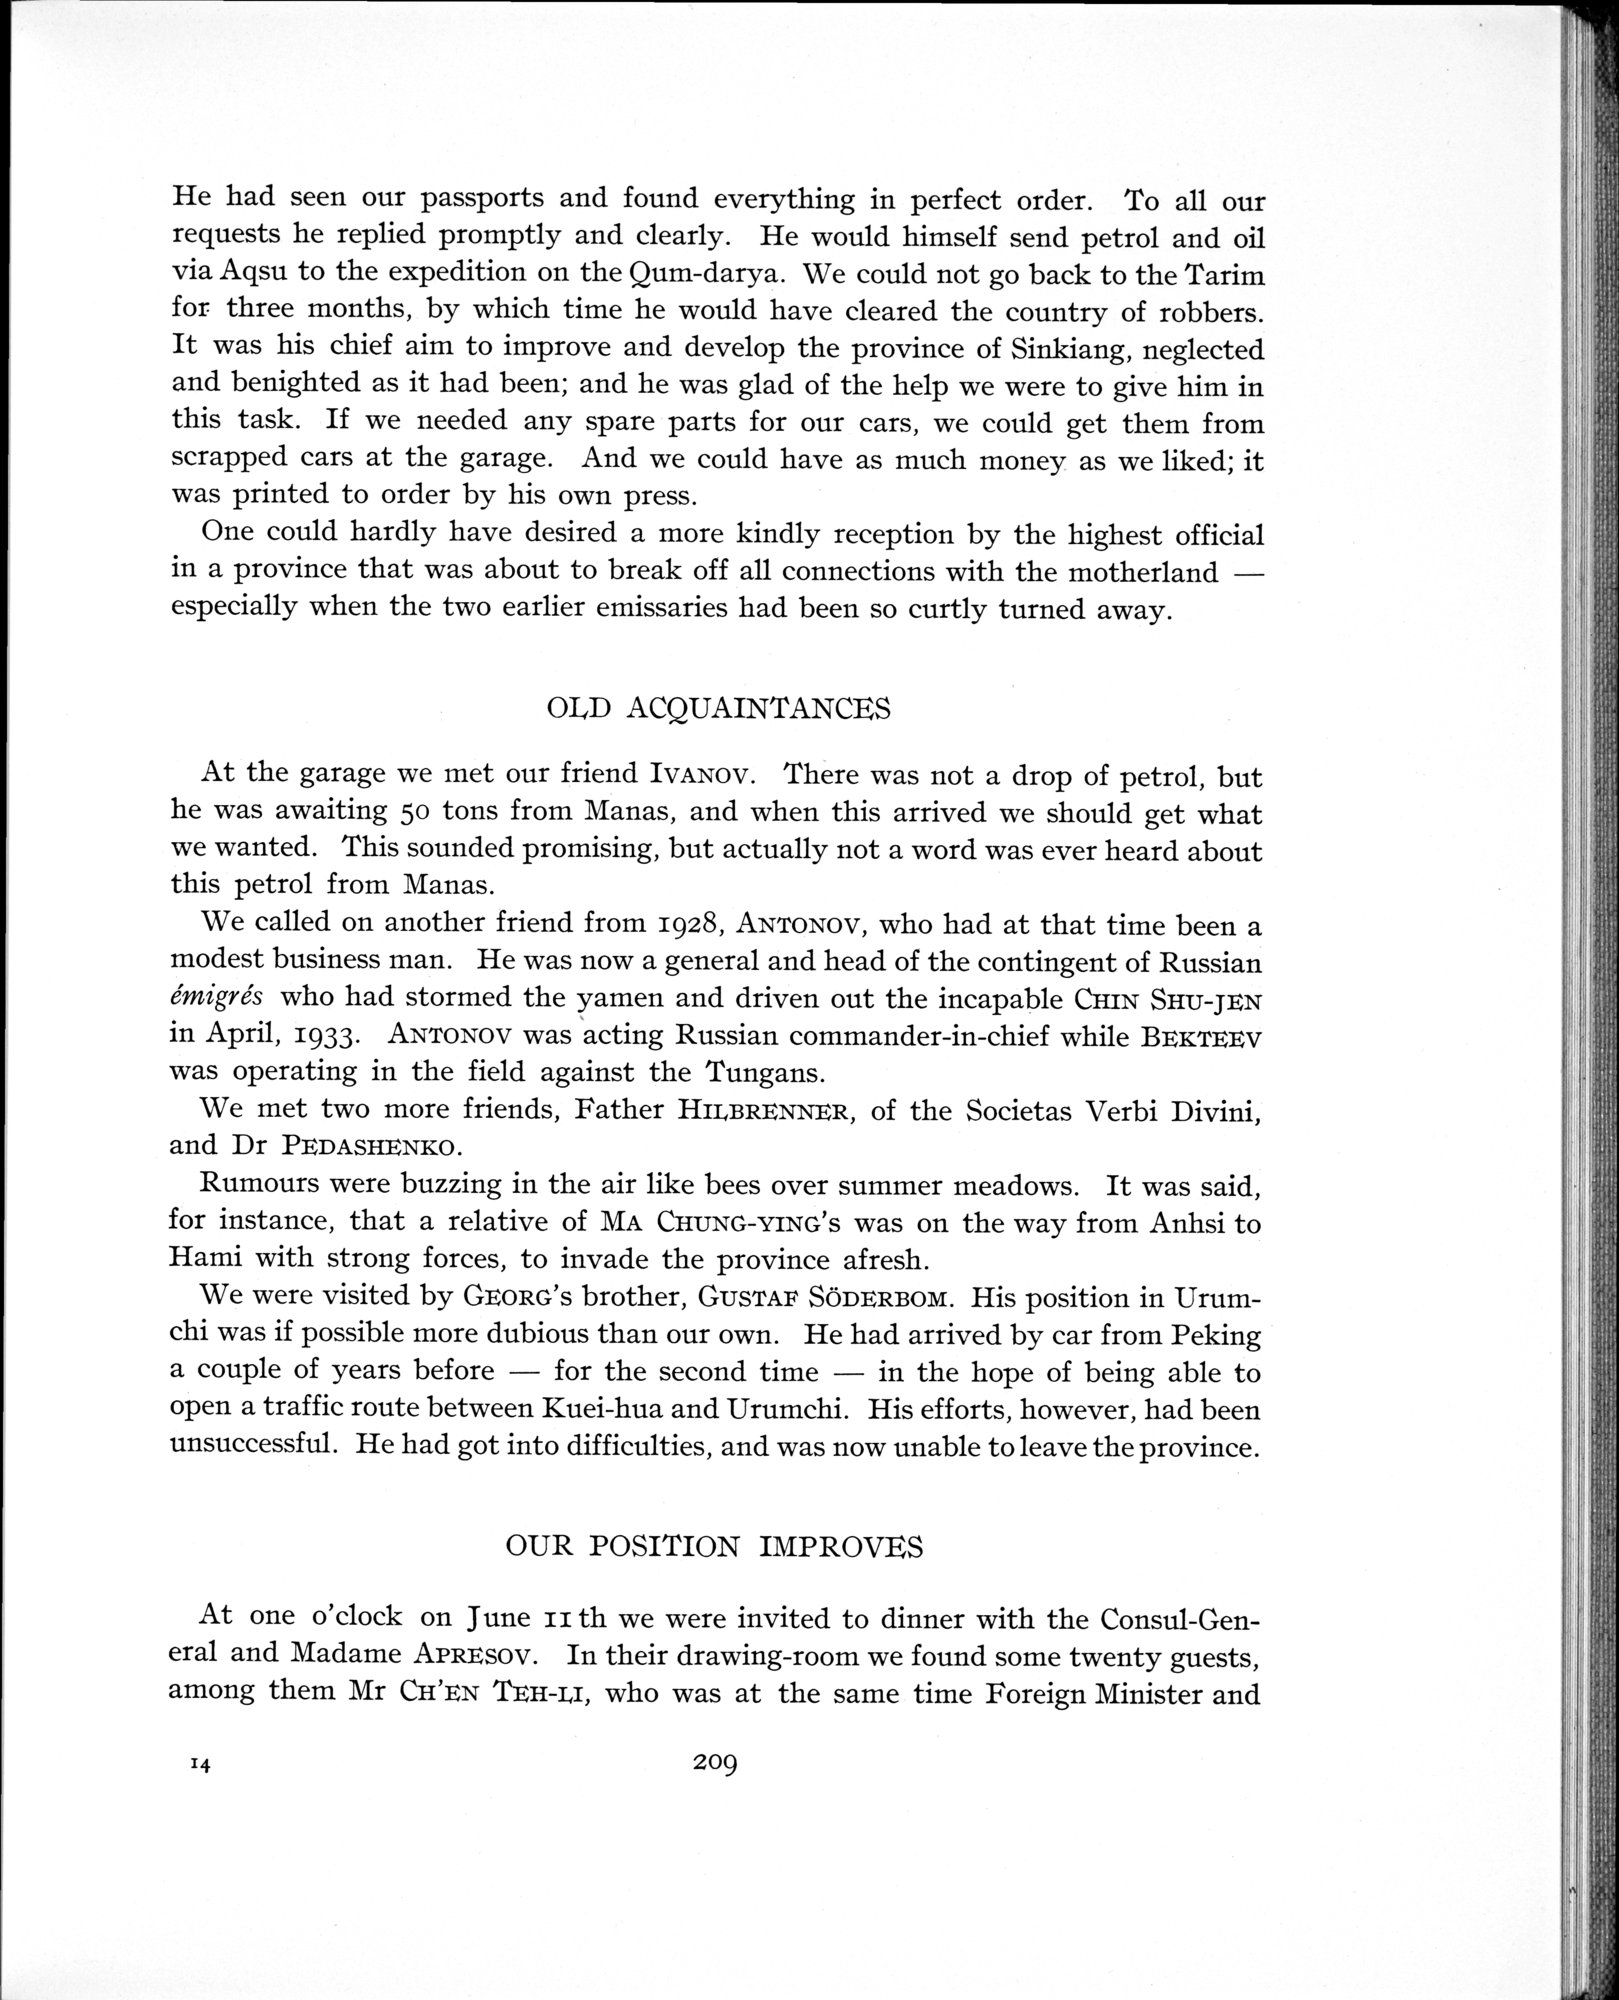 He had seen our passports and found everything in perfect order. To all our
requests he replied promptly and clearly. He would himself send petrol and oil
via Aqsu to the expedition on the Qum-darya. We could not go back to the Tarim
for three months, by which time he would have cleared the country of robbers.
It was his chief aim to improve and develop the province of Sinkiang, neglected
and benighted as it had been; and he was glad of the help we were to give him in
this task. If we needed any spare parts for our cars, we could get them from
scrapped cars at the garage. And we could have as much money as we liked; it
was printed to order by his own press.
One could hardly have desired a more kindly reception by the highest official
in a province that was about to break off all connections with the motherland —
especially when the two earlier emissaries had been so curtly turned away.
OLD ACQUAINTANCES
At the garage we met our friend IVANOV. There was not a drop of petrol, but
he was awaiting 50 tons from Manas, and when this arrived we should get what
we wanted. This sounded promising, but actually not a word was ever heard about
this petrol from Manas.
We called on another friend from 1928, ANTONOV, who had at that time been a
modest business man. He was now a general and head of the contingent of Russian
émigrés who had stormed the yamen and driven out the incapable CHIN SHU-JEN
in April, 1933. ANTONOV was acting Russian commander-in-chief while BEKTEEV
was operating in the field against the Tungans.
We met two more friends, Father HILBRENNER, of the Societas Verbi Divini,
and Dr PEDASHENKO.
Rumours were buzzing in the air like bees over summer meadows. It was said,
for instance, that a relative of MA CHUNG-YING's was on the way from Anhsi to
Hami with strong forces, to invade the province afresh.
We were visited by GEORG's brother, GUSTAF SÖDERBOM. His position in Urum-
chi was if possible more dubious than our own. He had arrived by car from Peking
a couple of years before — for the second time — in the hope of being able to
open a traffic route between Kuei-hua and Urumchi. His efforts, however, had been
unsuccessful. He had got into difficulties, and was now unable to leave the province.
OUR POSITION IMPROVES
At one o'clock on June 11th we were invited to dinner with the Consul-Gen-
eral and Madame APRESOV. In their drawing-room we found some twenty guests,
among them Mr CH'EN TEH-LI, who was at the same time Foreign Minister and
14 209